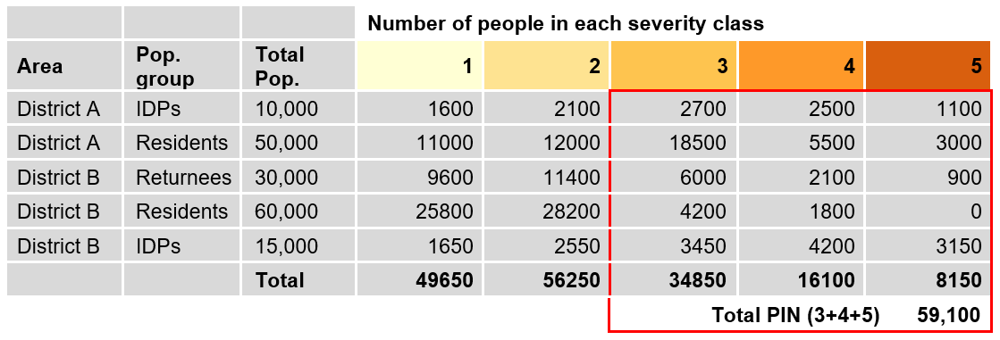 Number of people in each severity class
Area Pop. group Total Pop. 1 2 3 4 5
District A IDPs 10,000 1600 2100 2700 2500 1100
District A Residents 50,000 11000 12000 18500 5500 3000
District B Returnees 30,000 9600 11400 6000 2100 900
District B Residents 60,000 25800 28200 4200 1800 0
District B IDPs 15,000 1650 2550 3450 4200 3150
Total 49650 56250 34850 16100 8150
Total PIN (3+4+5) 59,100